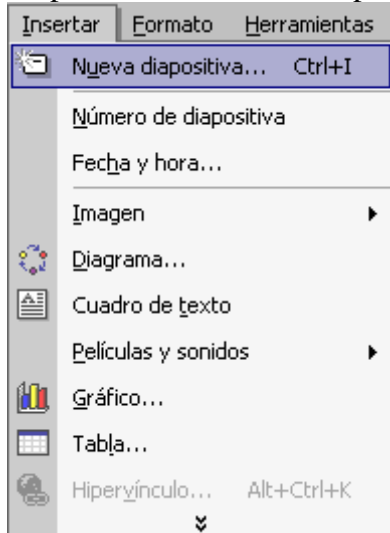 Insertar Formato Herramientas
Nueva diapositiva... Ctrl+I
Número de diapositiva
Fecha y hora...
Imagen
Diagrama...
Cuadro de texto
Películas y sonidos
Gráfico...
Tabla...
Hipervínculo... Alt+Ctrl+K